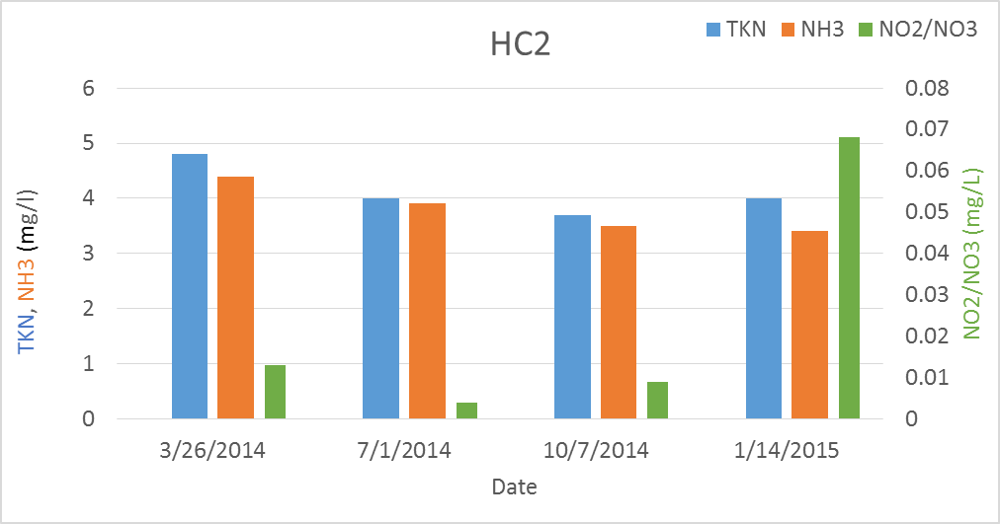 HC2
TKN NH3 NO2/NO3
6
5
4
3
2
1
0
TKN, NH3 (mg/l)
0.08
0.07
0.06
0.05
0.04
0.03
0.02
0.01
0
NO2/NO3 (mg/L)
3/26/2014 7/1/2014 10/7/2014 1/14/2015
Date